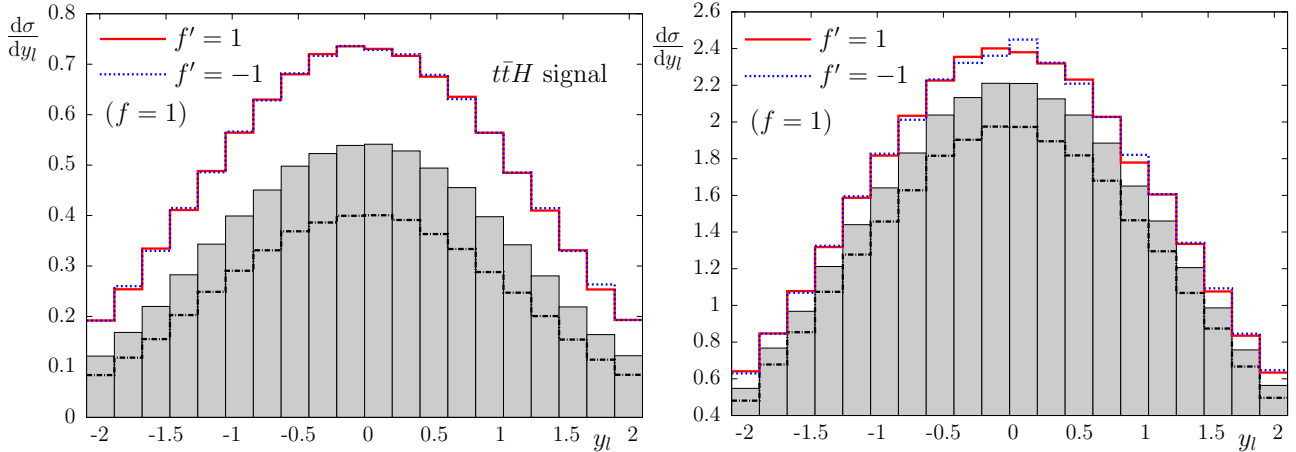 dσ
dy_l
f′ = 1
f′ = −1
(f = 1)
tt̄H signal
0.8
0.7
0.6
0.5
0.4
0.3
0.2
0.1
0
-2 -1.5 -1 -0.5 0 0.5 1 1.5 2
y_l
dσ
dy_l
f′ = 1
f′ = −1
(f = 1)
2.6
2.4
2.2
2
1.8
1.6
1.4
1.2
1
0.8
0.6
0.4
-2 -1.5 -1 -0.5 0 0.5 1 1.5 2
y_l